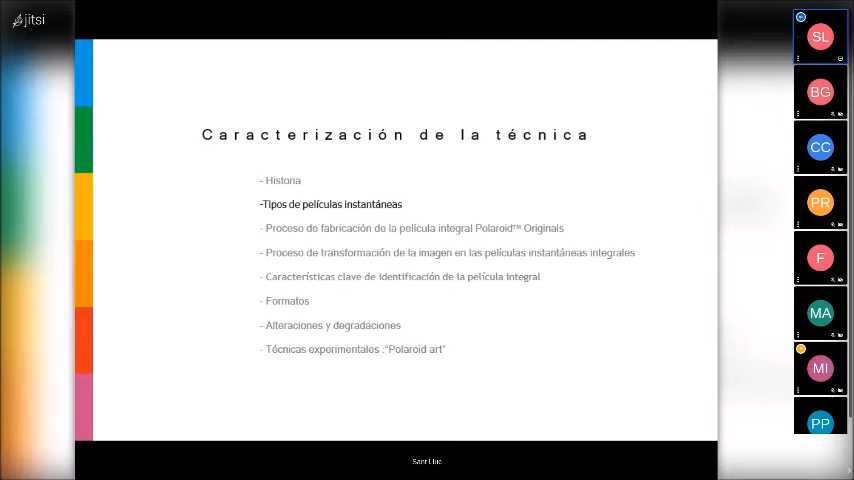 jitsi
Caracterización de la técnica
- Historia
-Tipos de películas instantáneas
- Proceso de fabricación de la película integral Polaroid™ Originals
- Proceso de transformación de la imagen en las películas instantáneas integrales
- Características clave de identificación de la película integral
- Formatos
- Alteraciones y degradaciones
- Técnicas experimentales :“Polaroid art”
Sant Lluc
SL
BG
CC
PR
F
MA
MI
PP